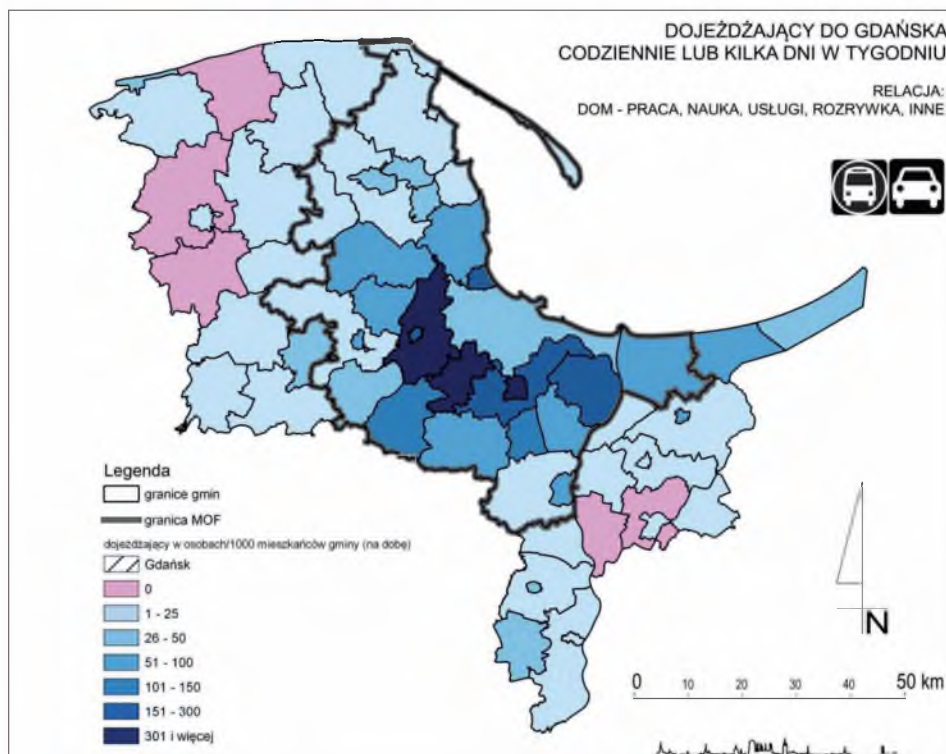 DOJEŻDŻAJĄCY DO GDAŃSKA
CODZIENNIE LUB KILKA DNI W TYGODNIU
RELACJA:
DOM - PRACA, NAUKA, USŁUGI, ROZRYWKA, INNE
Legenda
granice gmin
granica MOF
dojeżdżający w osobach/1000 mieszkańców gminy (na dobę)
Gdańsk
0
1 - 25
26 - 50
51 - 100
101 - 150
151 - 300
301 i więcej
N
0 10 20 30 40 50 km